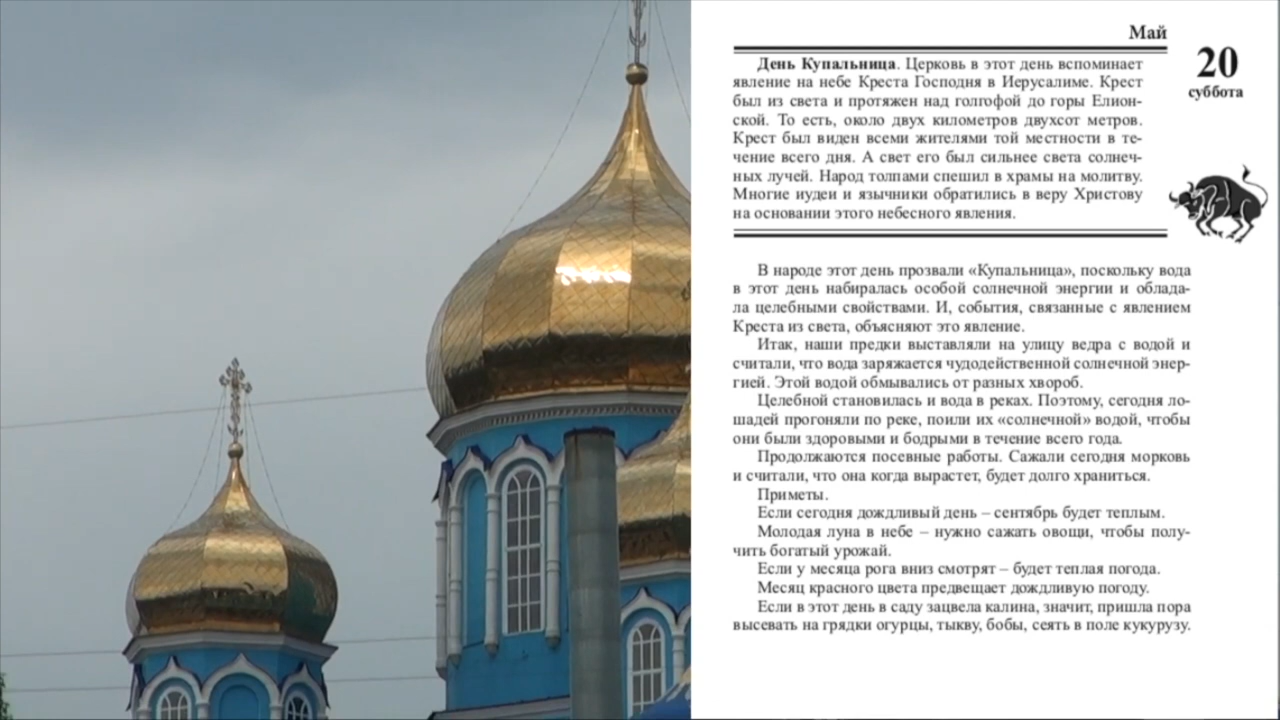 Май
20
суббота
День Купальница. Церковь в этот день вспоминает
явление на небе Креста Господня в Иерусалиме. Крест
был из света и протяжен над голгофой до горы Елион-
ской. То есть, около двух километров двухсот метров.
Крест был виден всеми жителями той местности в те-
чение всего дня. А свет его был сильнее света солнеч-
ных лучей. Народ толпами спешил в храмы на молитву.
Многие иудеи и язычники обратились в веру Христову
на основании этого небесного явления.
В народе этот день прозвали «Купальница», поскольку вода
в этот день набиралась особой солнечной энергии и облада-
ла целебными свойствами. И, события, связанные с явлением
Креста из света, объясняют это явление.
Итак, наши предки выставляли на улицу ведра с водой и
считали, что вода заряжается чудодейственной солнечной энер-
гией. Этой водой обмывались от разных хвороб.
Целебной становилась и вода в реках. Поэтому, сегодня ло-
шадей прогоняли по реке, поили их «солнечной» водой, чтобы
они были здоровыми и бодрыми в течение всего года.
Продолжаются посевные работы. Сажали сегодня морковь
и считали, что она когда вырастет, будет долго храниться.
Приметы.
Если сегодня дождливый день – сентябрь будет теплым.
Молодая луна в небе – нужно сажать овощи, чтобы полу-
чить богатый урожай.
Если у месяца рога вниз смотрят – будет теплая погода.
Месяц красного цвета предвещает дождливую погоду.
Если в этот день в саду зацвела калина, значит, пришла пора
высевать на грядки огурцы, тыкву, бобы, сеять в поле кукурузу.